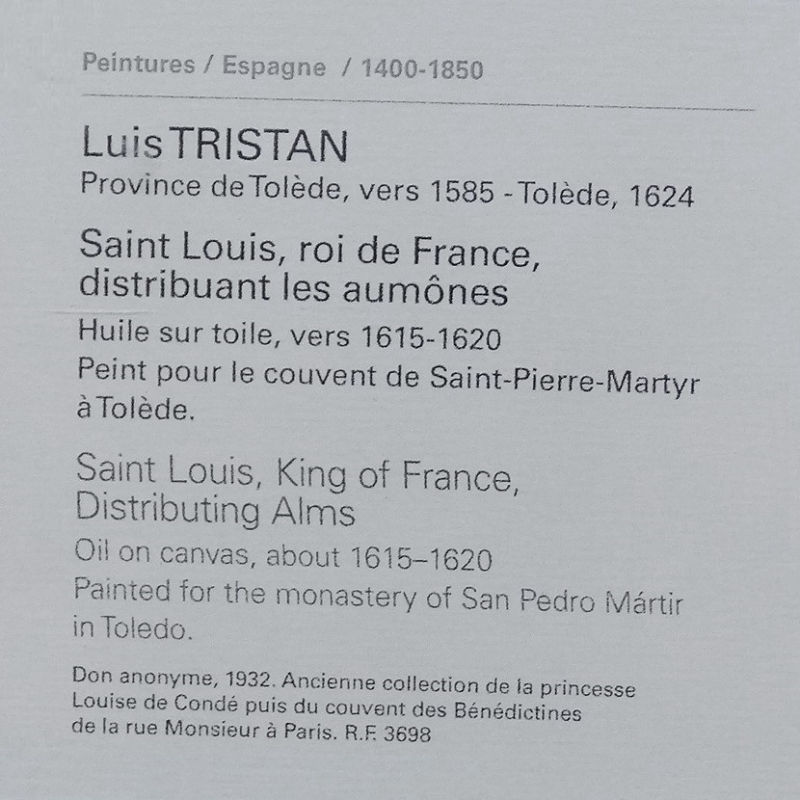 Peintures / Espagne / 1400-1850
Luis TRISTAN
Province de Tolède, vers 1585 - Tolède, 1624
Saint Louis, roi de France,
distribuant les aumônes
Huile sur toile, vers 1615-1620
Peint pour le couvent de Saint-Pierre-Martyr
à Tolède.
Saint Louis, King of France,
Distributing Alms
Oil on canvas, about 1615–1620
Painted for the monastery of San Pedro Mártir
in Toledo.
Don anonyme, 1932. Ancienne collection de la princesse
Louise de Condé puis du couvent des Bénédictines
de la rue Monsieur à Paris. R.F. 3698